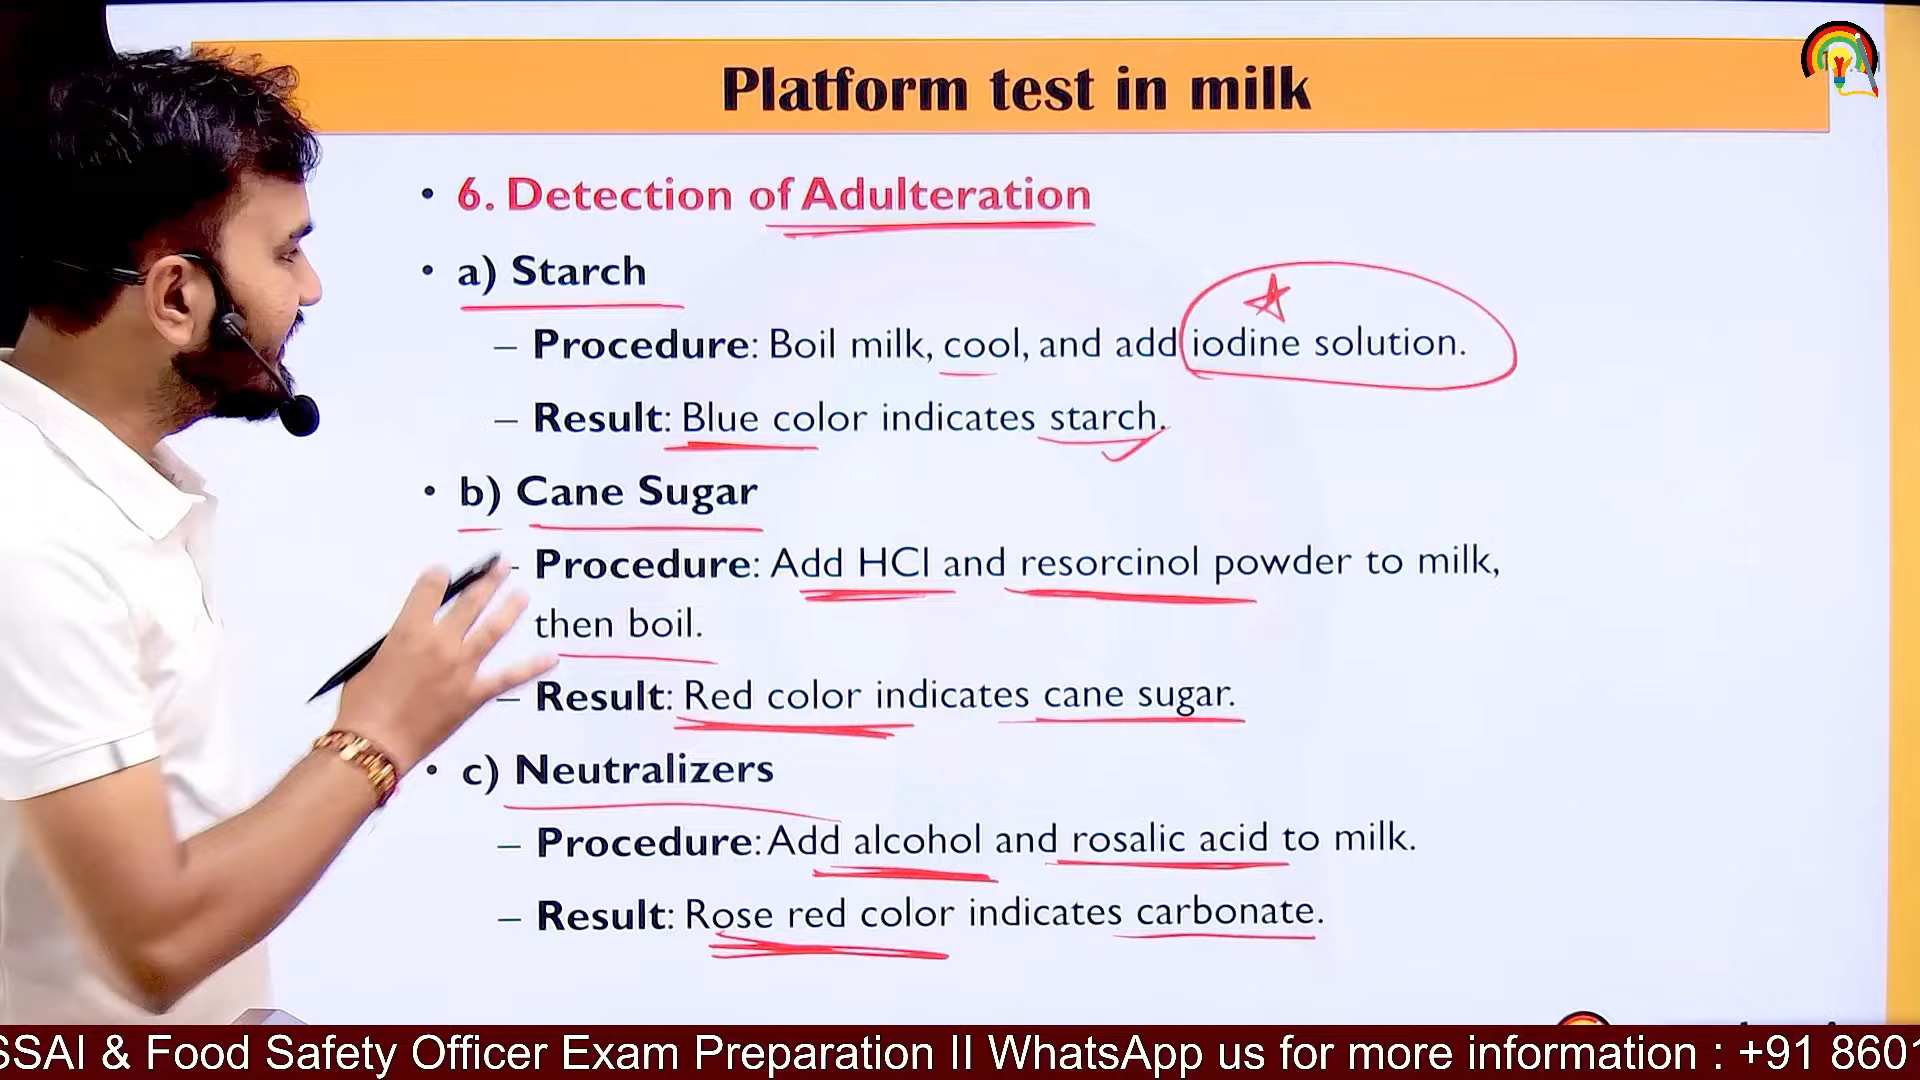 Platform test in milk
• 6. Detection of Adulteration
• a) Starch
– Procedure: Boil milk, cool, and add iodine solution.
– Result: Blue color indicates starch.
• b) Cane Sugar
- Procedure: Add HCl and resorcinol powder to milk,
then boil.
– Result: Red color indicates cane sugar.
• c) Neutralizers
– Procedure: Add alcohol and rosalic acid to milk.
– Result: Rose red color indicates carbonate.
SSAI & Food Safety Officer Exam Preparation II WhatsApp us for more information : +91 8601